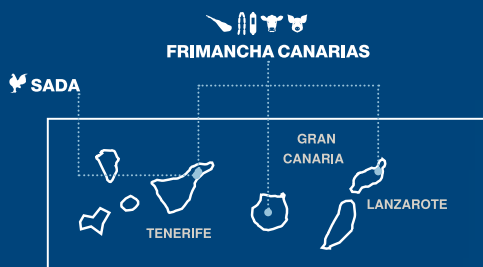 FRIMANCHA CANARIAS
SADA
GRAN
CANARIA
LANZAROTE
TENERIFE